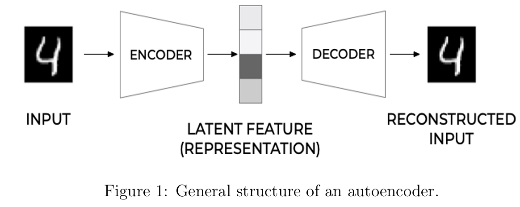 4
ENCODER
DECODER
4
INPUT
LATENT FEATURE
(REPRESENTATION)
RECONSTRUCTED
INPUT
Figure 1: General structure of an autoencoder.